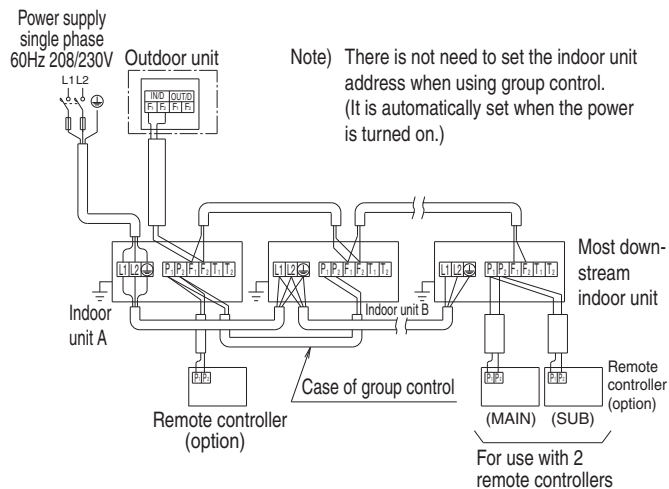 Power supply
single phase
60Hz 208/230V
L1 L2
Outdoor unit
IN/D OUT/D
F1 F2 F1 F2
Note) There is not need to set the indoor unit
address when using group control.
(It is automatically set when the power
is turned on.)
L1 L2 P1 P2 F1 F2 T1 T2
L1 L2 P1 P2 F1 F2 T1 T2
L1 L2 P1 P2 F1 F2 T1 T2
Most down-
stream
indoor unit
Indoor
unit A
Indoor unit B
P1 P2
Remote controller
(option)
Case of group control
P1 P2
P1 P2
(MAIN) (SUB)
Remote
controller
(option)
For use with 2
remote controllers